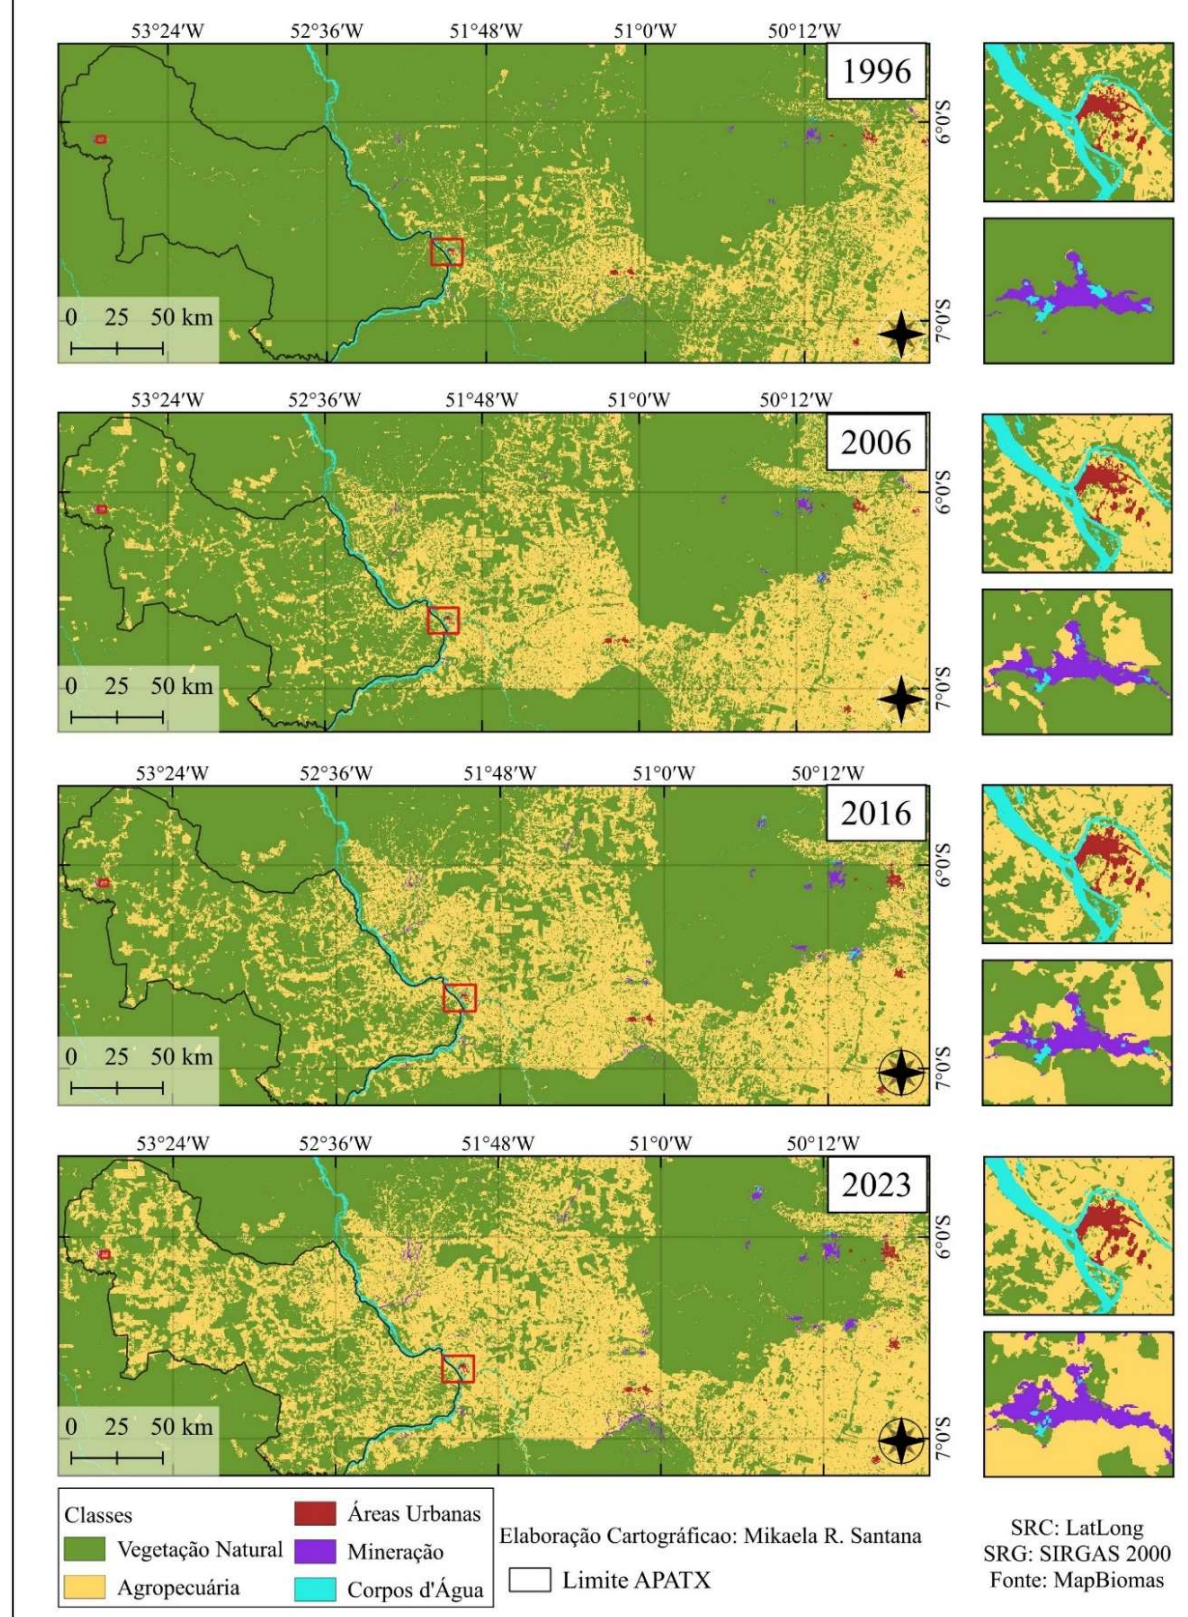 53°24'W 52°36'W 51°48'W 51°0'W 50°12'W
1996
6°0'S
7°0'S
0 25 50 km
53°24'W 52°36'W 51°48'W 51°0'W 50°12'W
2006
6°0'S
7°0'S
0 25 50 km
53°24'W 52°36'W 51°48'W 51°0'W 50°12'W
2016
6°0'S
7°0'S
0 25 50 km
53°24'W 52°36'W 51°48'W 51°0'W 50°12'W
2023
6°0'S
7°0'S
0 25 50 km
Classes
Vegetação Natural
Agropecuária
Áreas Urbanas
Mineração
Corpos d'Água
Elaboração Cartográficao: Mikaela R. Santana
Limite APATX
SRC: LatLong
SRG: SIRGAS 2000
Fonte: MapBiomas